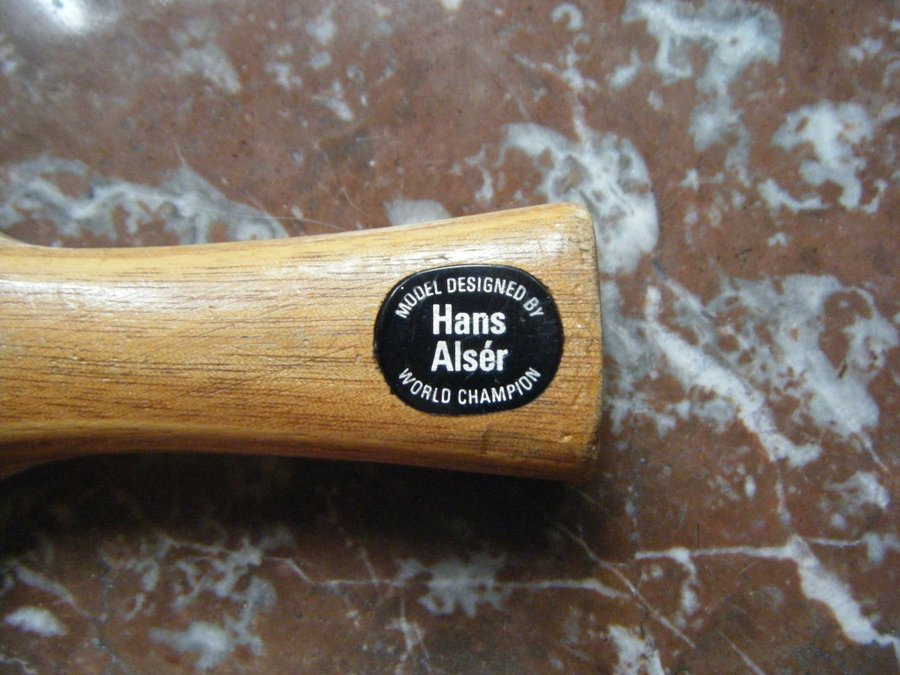 MODEL DESIGNED BY
Hans
Alsér
WORLD CHAMPION